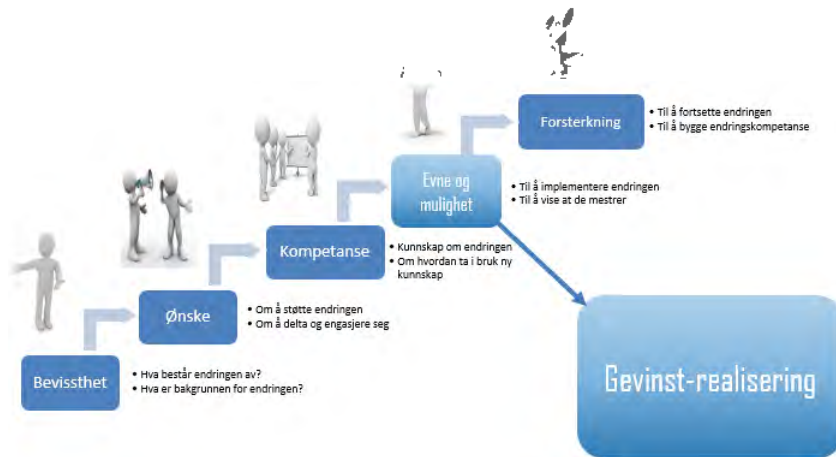 Forsterkning
• Til å fortsette endringen
• Til å bygge endringskompetanse
Evne og
mulighet
• Til å implementere endringen
• Til å vise at de mestrer
Kompetanse
• Kunnskap om endringen
• Om hvordan ta i bruk ny
kunnskap
Ønske
• Om å støtte endringen
• Om å delta og engasjere seg
Bevissthet
• Hva består endringen av?
• Hva er bakgrunnen for endringen?
Gevinst-realisering